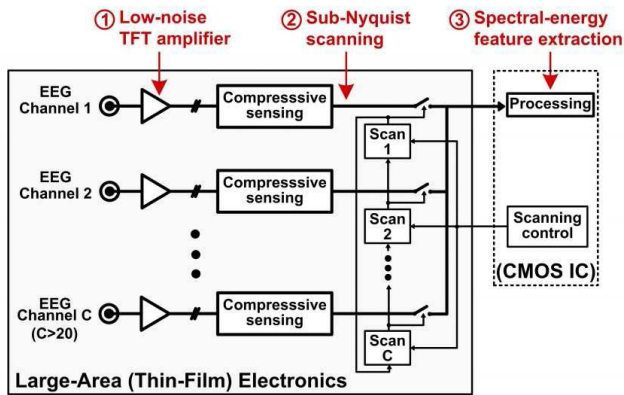 ① Low-noise
TFT amplifier
② Sub-Nyquist
scanning
③ Spectral-energy
feature extraction
EEG
Channel 1
Compresssive
sensing
Processing
Scan
1
EEG
Channel 2
Compresssive
sensing
Scan
2
Scanning
control
(CMOS IC)
EEG
Channel C
(C>20)
Compresssive
sensing
Scan
C
Large-Area (Thin-Film) Electronics